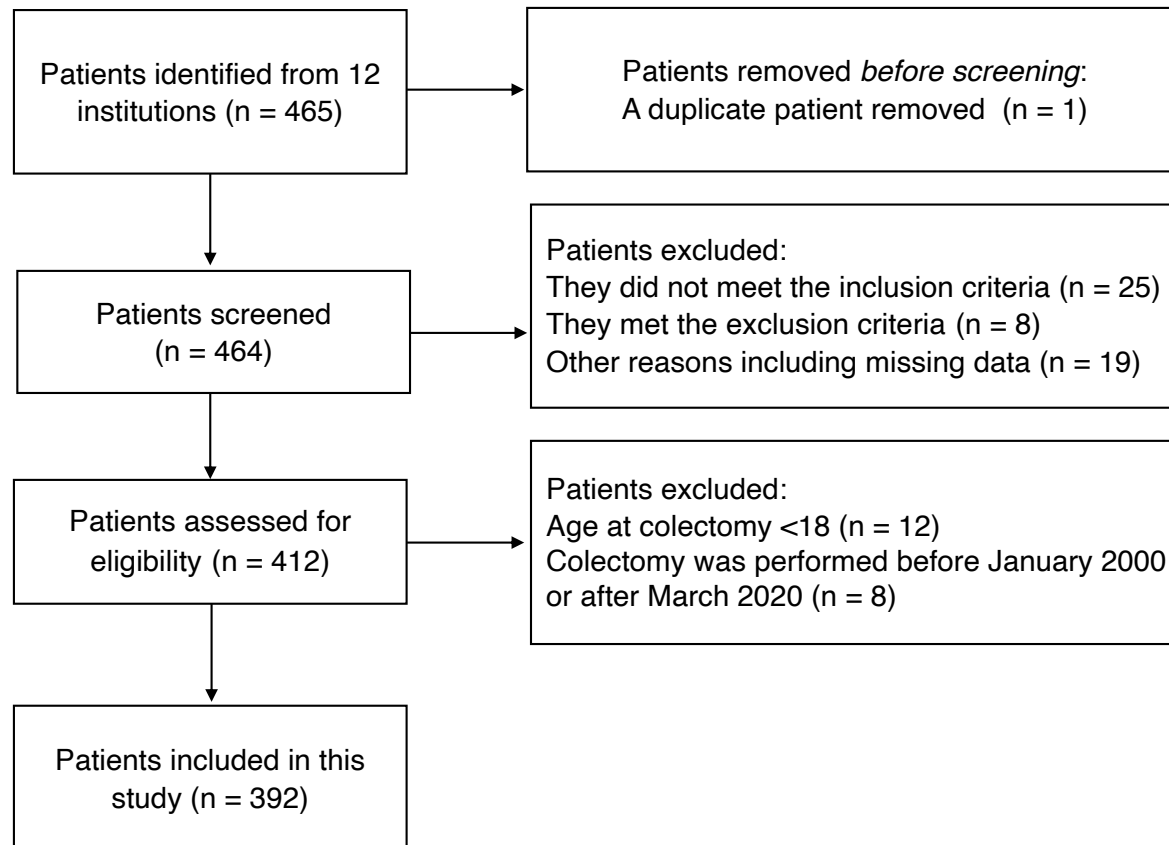 Patients identified from 12
institutions (n = 465)
Patients removed before screening:
A duplicate patient removed (n = 1)
Patients screened
(n = 464)
Patients excluded:
They did not meet the inclusion criteria (n = 25)
They met the exclusion criteria (n = 8)
Other reasons including missing data (n = 19)
Patients assessed for
eligibility (n = 412)
Patients excluded:
Age at colectomy <18 (n = 12)
Colectomy was performed before January 2000
or after March 2020 (n = 8)
Patients included in this
study (n = 392)